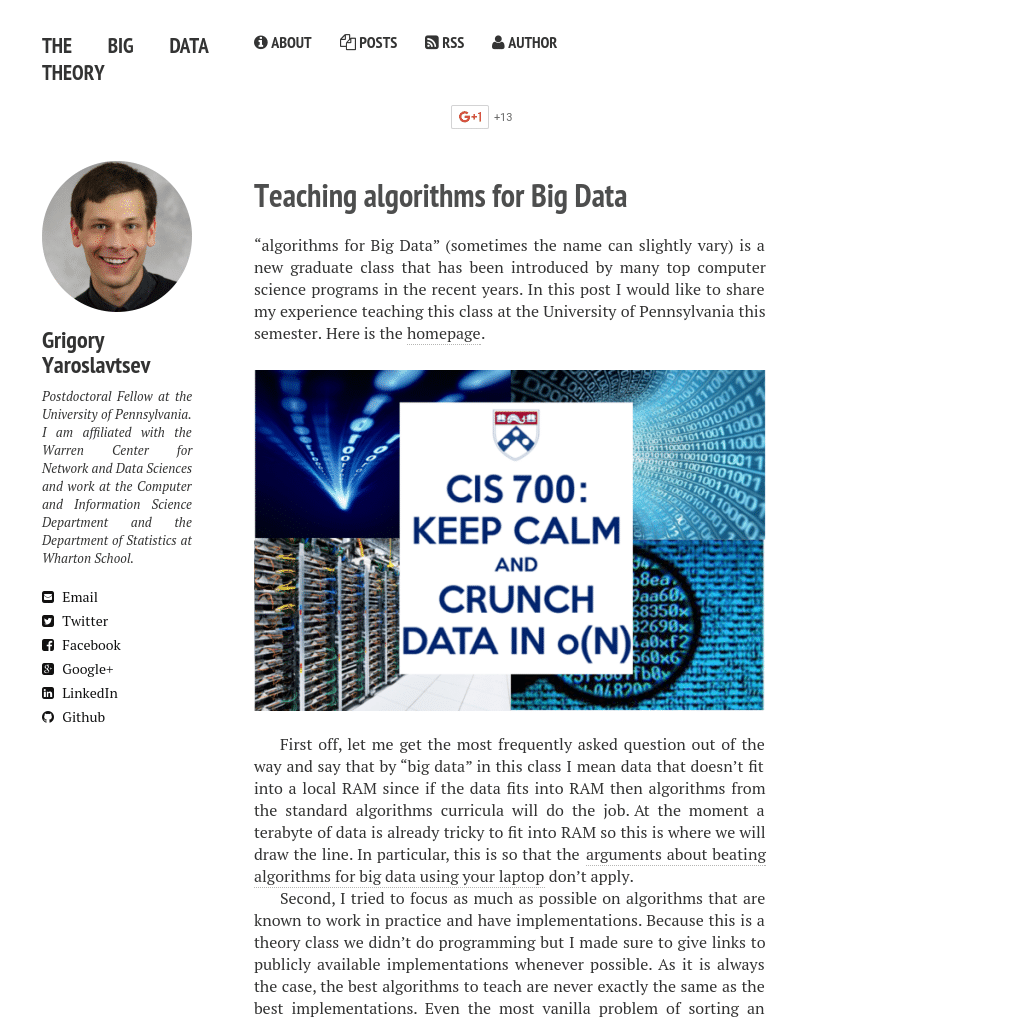 THE BIG DATA
THEORY
ABOUT POSTS RSS AUTHOR
G+1 +13
Grigory
Yaroslavtsev
Postdoctoral Fellow at the
University of Pennsylvania.
I am affiliated with the
Warren Center for
Network and Data Sciences
and work at the Computer
and Information Science
Department and the
Department of Statistics at
Wharton School.
Email
Twitter
Facebook
Google+
LinkedIn
Github
Teaching algorithms for Big Data
“algorithms for Big Data” (sometimes the name can slightly vary) is a
new graduate class that has been introduced by many top computer
science programs in the recent years. In this post I would like to share
my experience teaching this class at the University of Pennsylvania this
semester. Here is the homepage.
CIS 700:
KEEP CALM
AND
CRUNCH
DATA IN o(N)
First off, let me get the most frequently asked question out of the
way and say that by “big data” in this class I mean data that doesn’t fit
into a local RAM since if the data fits into RAM then algorithms from
the standard algorithms curricula will do the job. At the moment a
terabyte of data is already tricky to fit into RAM so this is where we will
draw the line. In particular, this is so that the arguments about beating
algorithms for big data using your laptop don’t apply.
Second, I tried to focus as much as possible on algorithms that are
known to work in practice and have implementations. Because this is a
theory class we didn’t do programming but I made sure to give links to
publicly available implementations whenever possible. As it is always
the case, the best algorithms to teach are never exactly the same as the
best implementations. Even the most vanilla problem of sorting an